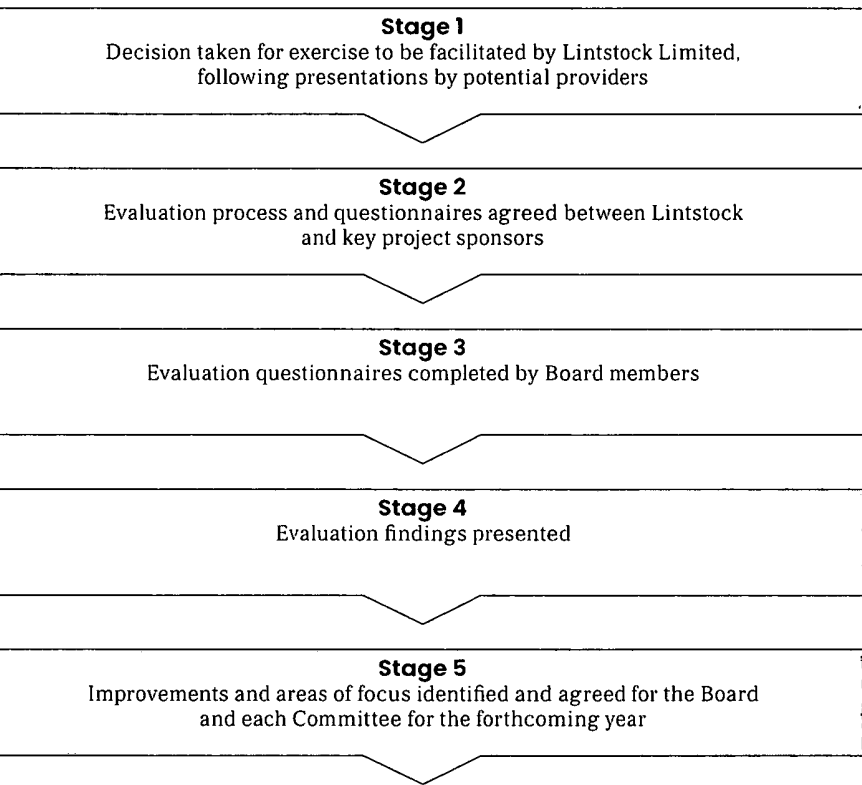 Stage 1
Decision taken for exercise to be facilitated by Lintstock Limited,
following presentations by potential providers
Stage 2
Evaluation process and questionnaires agreed between Lintstock
and key project sponsors
Stage 3
Evaluation questionnaires completed by Board members
Stage 4
Evaluation findings presented
Stage 5
Improvements and areas of focus identified and agreed for the Board
and each Committee for the forthcoming year